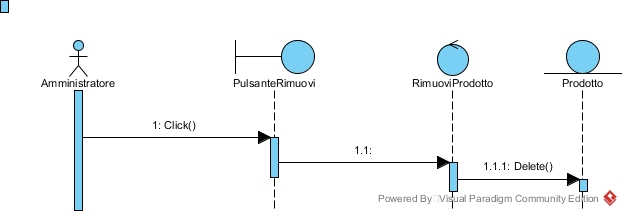 Amministratore
PulsanteRimuovi
RimuoviProdotto
Prodotto
1: Click()
1.1:
1.1.1: Delete()
Powered By Visual Paradigm Community Edition